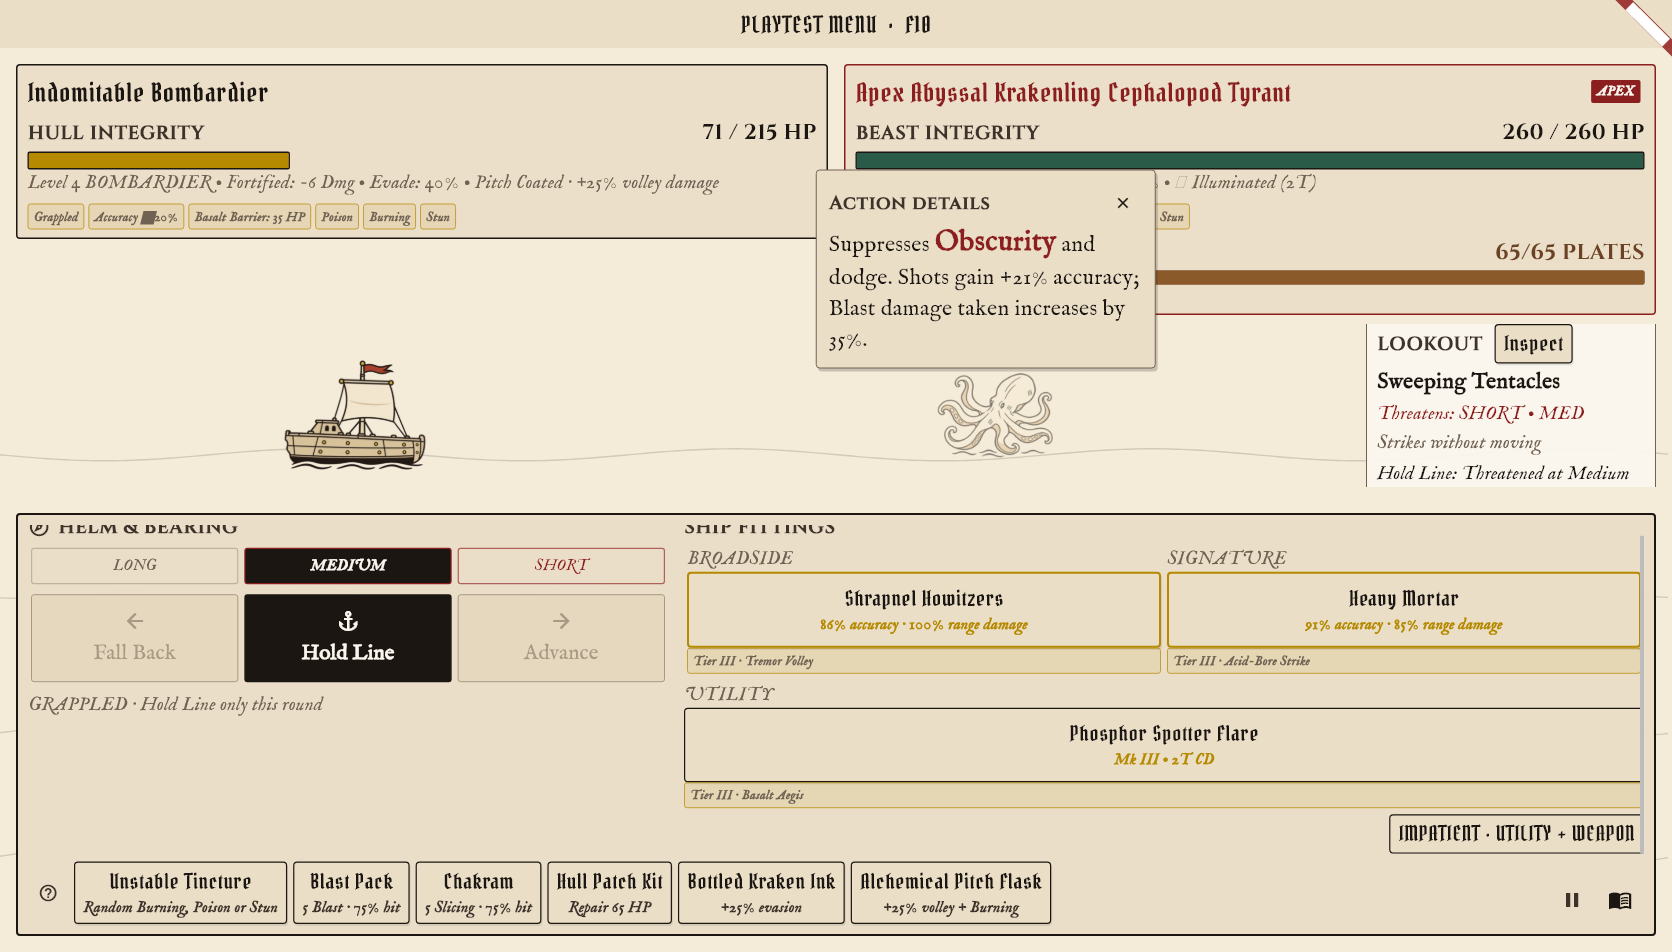 PLAYTEST MENU · F10
Indomitable Bombardier
HULL INTEGRITY
71 / 215 HP
Level 4 BOMBARDIER • Fortified: -6 Dmg • Evade: 40% • Pitch Coated · +25% volley damage
Grappled
Accuracy 20%
Basalt Barrier: 35 HP
Poison
Burning
Stun
Apex Abyssal Krakenling Cephalopod Tyrant
APEX
BEAST INTEGRITY
260 / 260 HP
% • Illuminated (2T)
Stun
65/65 PLATES
ACTION DETAILS
×
Suppresses Obscurity and
dodge. Shots gain +21% accuracy;
Blast damage taken increases by
35%.
LOOKOUT
Inspect
Sweeping Tentacles
Threatens: SHORT • MED
Strikes without moving
Hold Line: Threatened at Medium
HELM & BEARING
LONG
MEDIUM
SHORT
Fall Back
Hold Line
Advance
GRAPPLED · Hold Line only this round
SHIP FITTINGS
BROADSIDE
Shrapnel Howitzers
86% accuracy · 100% range damage
Tier III · Tremor Volley
SIGNATURE
Heavy Mortar
91% accuracy · 85% range damage
Tier III · Acid-Bore Strike
UTILITY
Phosphor Spotter Flare
Mk III • 2T CD
Tier III · Basalt Aegis
IMPATIENT · UTILITY + WEAPON
Unstable Tincture
Random Burning, Poison or Stun
Blast Pack
5 Blast · 75% hit
Chakram
5 Slicing · 75% hit
Hull Patch Kit
Repair 65 HP
Bottled Kraken Ink
+25% evasion
Alchemical Pitch Flask
+25% volley + Burning